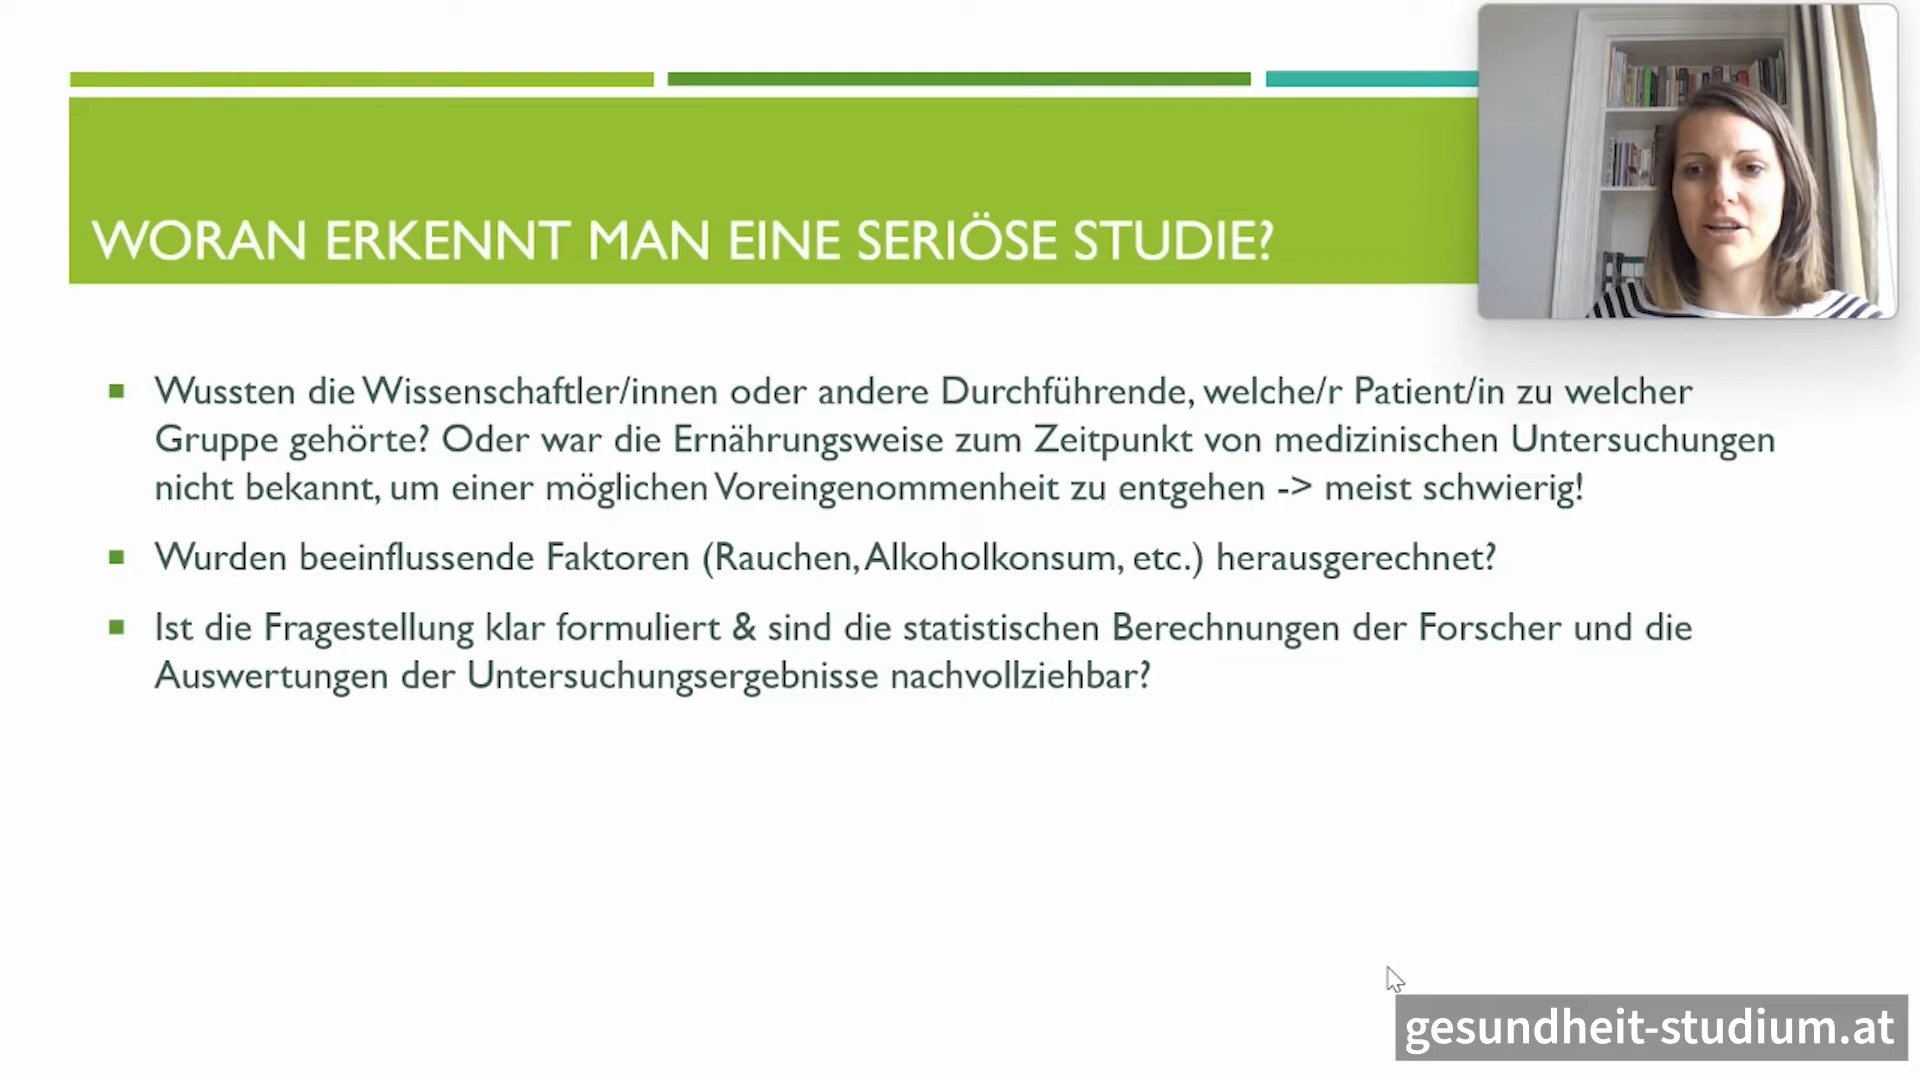 WORAN ERKENNT MAN EINE SERIÖSE STUDIE?
Wussten die Wissenschaftler/innen oder andere Durchführende, welche/r Patient/in zu welcher
Gruppe gehörte? Oder war die Ernährungsweise zum Zeitpunkt von medizinischen Untersuchungen
nicht bekannt, um einer möglichen Voreingenommenheit zu entgehen -> meist schwierig!
Wurden beeinflussende Faktoren (Rauchen, Alkoholkonsum, etc.) herausgerechnet?
Ist die Fragestellung klar formuliert & sind die statistischen Berechnungen der Forscher und die
Auswertungen der Untersuchungsergebnisse nachvollziehbar?
gesundheit-studium.at